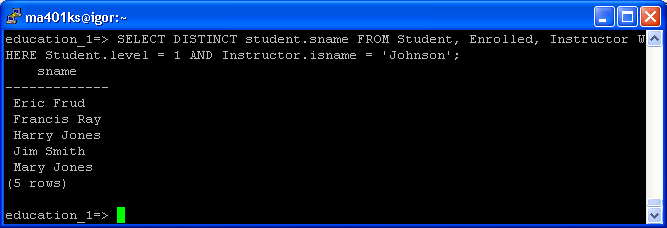 ma401ks@igor:~
education_1=> SELECT DISTINCT student.sname FROM Student, Enrolled, Instructor W
HERE Student.level = 1 AND Instructor.isname = 'Johnson';
sname
-------------
Eric Frud
Francis Ray
Harry Jones
Jim Smith
Mary Jones
(5 rows)
education_1=>